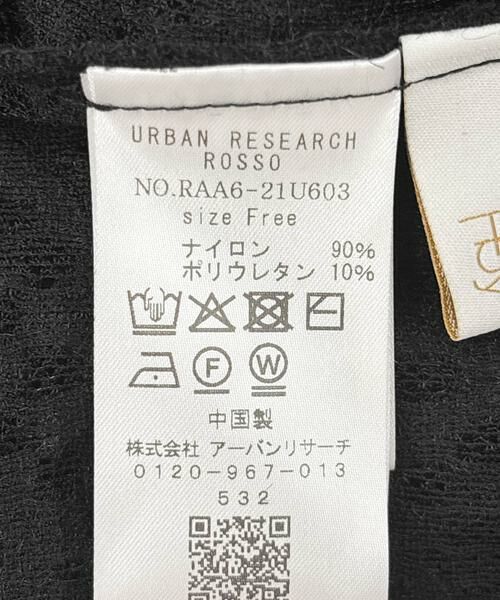 URBAN RESEARCH
ROSSO
NO.RAA6-21U603
size Free
ナイロン 90%
ポリウレタン 10%
F W
中国製
株式会社 アーバンリサーチ
0120-967-013
532